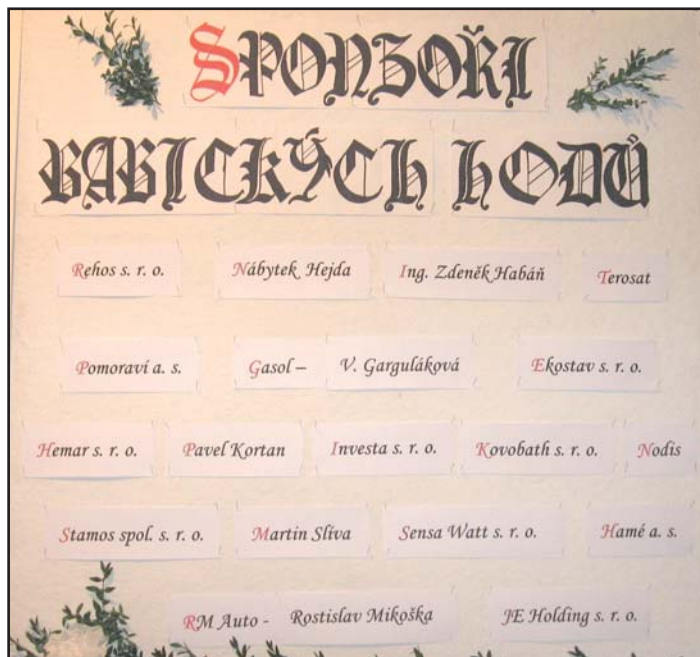 SPONZOŘI
BABICKÝCH HODŮ
Rehos s. r. o. Nábytek Hejda Ing. Zdeněk Habáň Terosat
Pomoraví a. s. Gasol – V. Garguláková Ekostav s. r. o.
Hemar s. r. o. Pavel Kortan Investa s. r. o. Kovobath s. r. o. Nodis
Stamos spol. s. r. o. Martin Slíva Sensa Watt s. r. o. Hamé a. s.
RM Auto - Rostislav Mikoška JE Holding s. r. o.